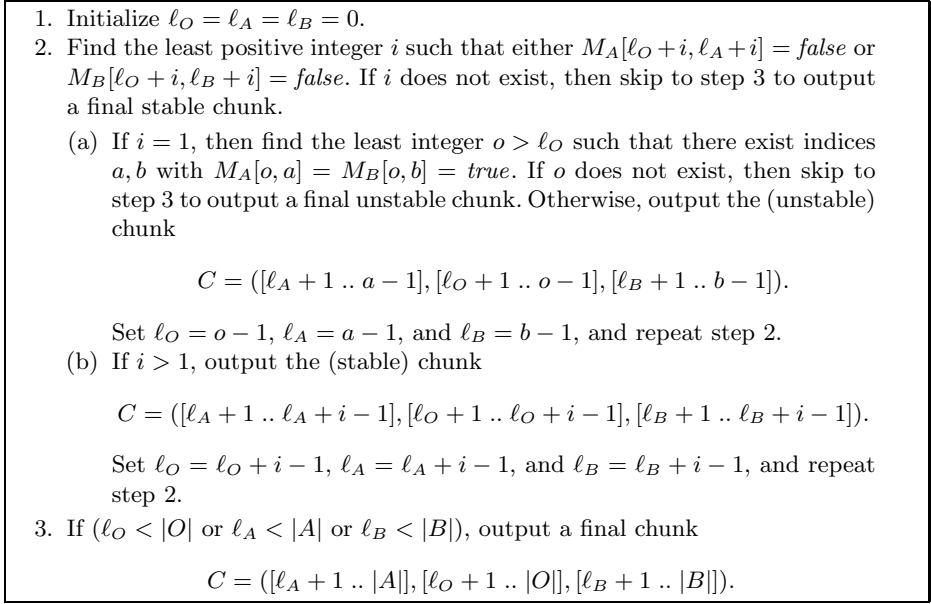 1. Initialize ℓ_O = ℓ_A = ℓ_B = 0.
2. Find the least positive integer i such that either M_A[ℓ_O+i, ℓ_A+i] = false or
M_B[ℓ_O + i, ℓ_B + i] = false. If i does not exist, then skip to step 3 to output
a final stable chunk.
(a) If i = 1, then find the least integer o > ℓ_O such that there exist indices
a, b with M_A[o, a] = M_B[o, b] = true. If o does not exist, then skip to
step 3 to output a final unstable chunk. Otherwise, output the (unstable)
chunk
C = ([ℓ_A + 1 .. a − 1], [ℓ_O + 1 .. o − 1], [ℓ_B + 1 .. b − 1]).
Set ℓ_O = o − 1, ℓ_A = a − 1, and ℓ_B = b − 1, and repeat step 2.
(b) If i > 1, output the (stable) chunk
C = ([ℓ_A + 1 .. ℓ_A + i − 1], [ℓ_O + 1 .. ℓ_O + i − 1], [ℓ_B + 1 .. ℓ_B + i − 1]).
Set ℓ_O = ℓ_O + i − 1, ℓ_A = ℓ_A + i − 1, and ℓ_B = ℓ_B + i − 1, and repeat
step 2.
3. If (ℓ_O < |O| or ℓ_A < |A| or ℓ_B < |B|), output a final chunk
C = ([ℓ_A + 1 .. |A|], [ℓ_O + 1 .. |O|], [ℓ_B + 1 .. |B|]).